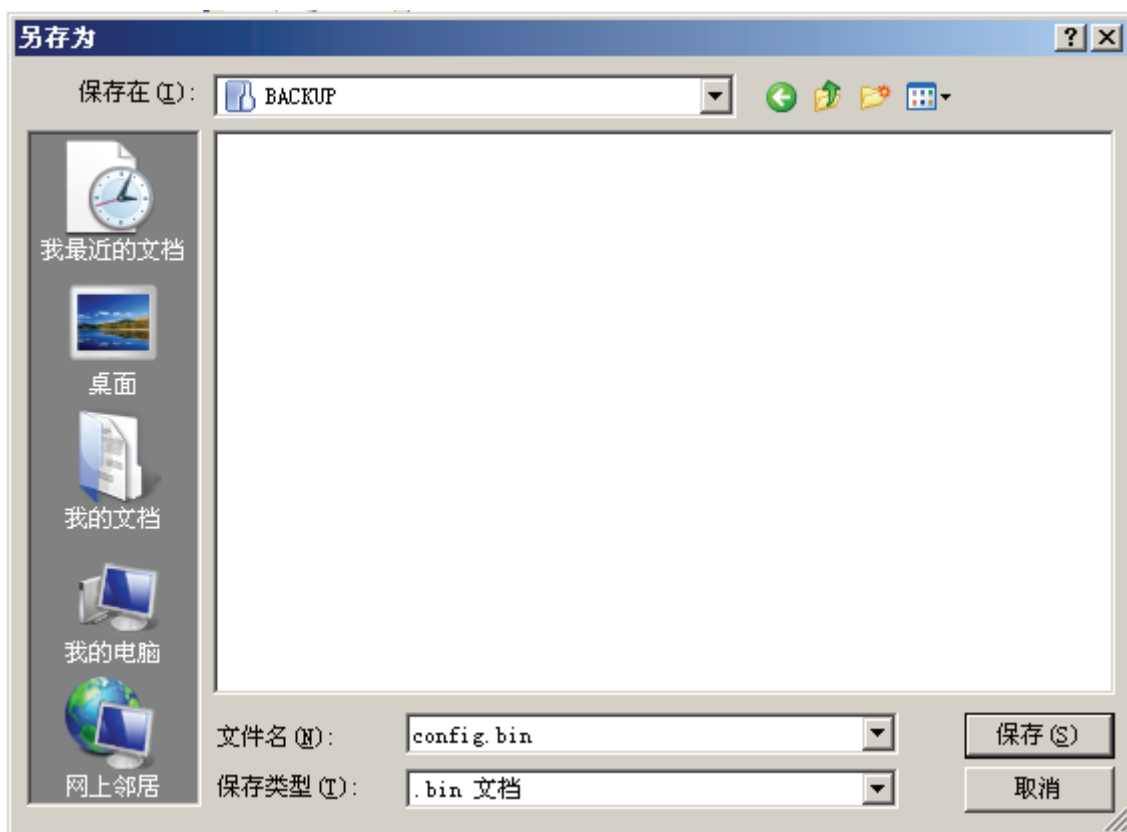 另存为
保存在(I):
BACKUP
我最近的文档
桌面
我的文档
我的电脑
网上邻居
文件名(N):
config.bin
保存(S)
保存类型(T):
.bin 文档
取消